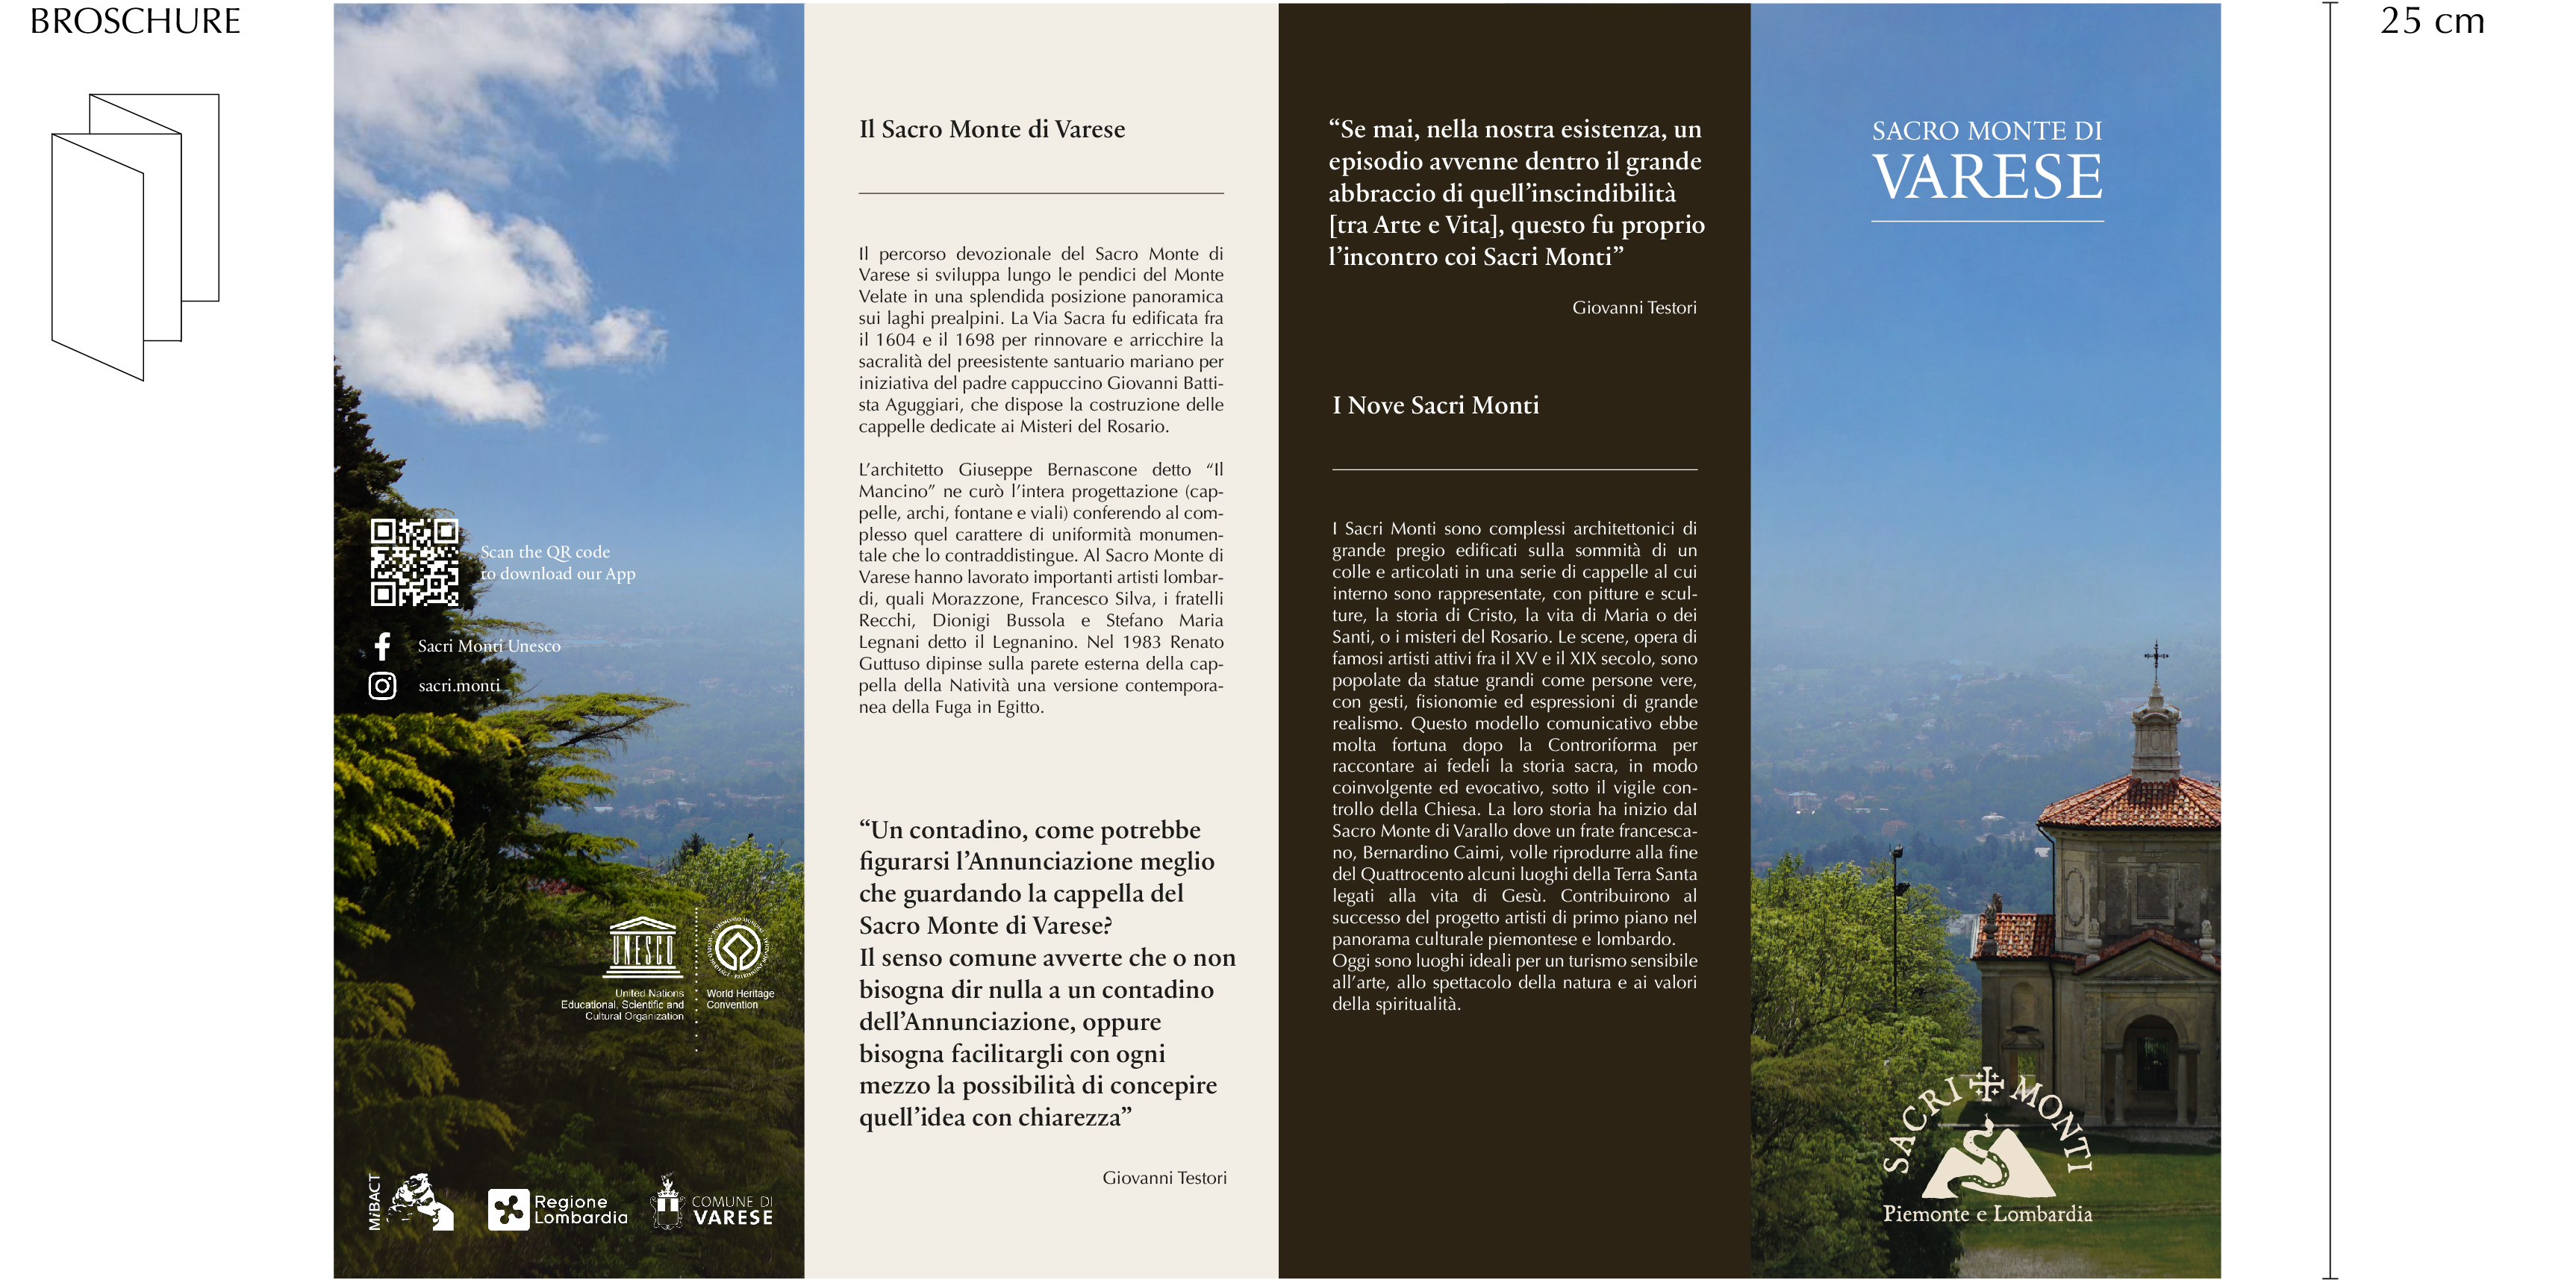 BROSCHURE
25 cm
Scan the QR code
to download our App
Sacri Monti Unesco
sacri.monti
UNESCO
United Nations
Educational, Scientific and
Cultural Organization
World Heritage
Convention
MiBACT
Regione
Lombardia
COMUNE DI
VARESE
Il Sacro Monte di Varese
Il percorso devozionale del Sacro Monte di
Varese si sviluppa lungo le pendici del Monte
Velate in una splendida posizione panoramica
sui laghi prealpini. La Via Sacra fu edificata fra
il 1604 e il 1698 per rinnovare e arricchire la
sacralità del preesistente santuario mariano per
iniziativa del padre cappuccino Giovanni Batti-
sta Aguggiari, che dispose la costruzione delle
cappelle dedicate ai Misteri del Rosario.
L’architetto Giuseppe Bernascone detto “Il
Mancino” ne curò l’intera progettazione (cap-
pelle, archi, fontane e viali) conferendo al com-
plesso quel carattere di uniformità monumen-
tale che lo contraddistingue. Al Sacro Monte di
Varese hanno lavorato importanti artisti lombar-
di, quali Morazzone, Francesco Silva, i fratelli
Recchi, Dionigi Bussola e Stefano Maria
Legnani detto il Legnanino. Nel 1983 Renato
Guttuso dipinse sulla parete esterna della cap-
pella della Natività una versione contempora-
nea della Fuga in Egitto.
“Un contadino, come potrebbe
figurarsi l’Annunciazione meglio
che guardando la cappella del
Sacro Monte di Varese?
Il senso comune avverte che o non
bisogna dir nulla a un contadino
dell’Annunciazione, oppure
bisogna facilitargli con ogni
mezzo la possibilità di concepire
quell’idea con chiarezza”
Giovanni Testori
“Se mai, nella nostra esistenza, un
episodio avvenne dentro il grande
abbraccio di quell’inscindibilità
[tra Arte e Vita], questo fu proprio
l’incontro coi Sacri Monti”
Giovanni Testori
I Nove Sacri Monti
I Sacri Monti sono complessi architettonici di
grande pregio edificati sulla sommità di un
colle e articolati in una serie di cappelle al cui
interno sono rappresentate, con pitture e scul-
ture, la storia di Cristo, la vita di Maria o dei
Santi, o i misteri del Rosario. Le scene, opera di
famosi artisti attivi fra il XV e il XIX secolo, sono
popolate da statue grandi come persone vere,
con gesti, fisionomie ed espressioni di grande
realismo. Questo modello comunicativo ebbe
molta fortuna dopo la Controriforma per
raccontare ai fedeli la storia sacra, in modo
coinvolgente ed evocativo, sotto il vigile con-
trollo della Chiesa. La loro storia ha inizio dal
Sacro Monte di Varallo dove un frate francesca-
no, Bernardino Caimi, volle riprodurre alla fine
del Quattrocento alcuni luoghi della Terra Santa
legati alla vita di Gesù. Contribuirono al
successo del progetto artisti di primo piano nel
panorama culturale piemontese e lombardo.
Oggi sono luoghi ideali per un turismo sensibile
all’arte, allo spettacolo della natura e ai valori
della spiritualità.
SACRO MONTE DI
VARESE
SACRI MONTI
Piemonte e Lombardia